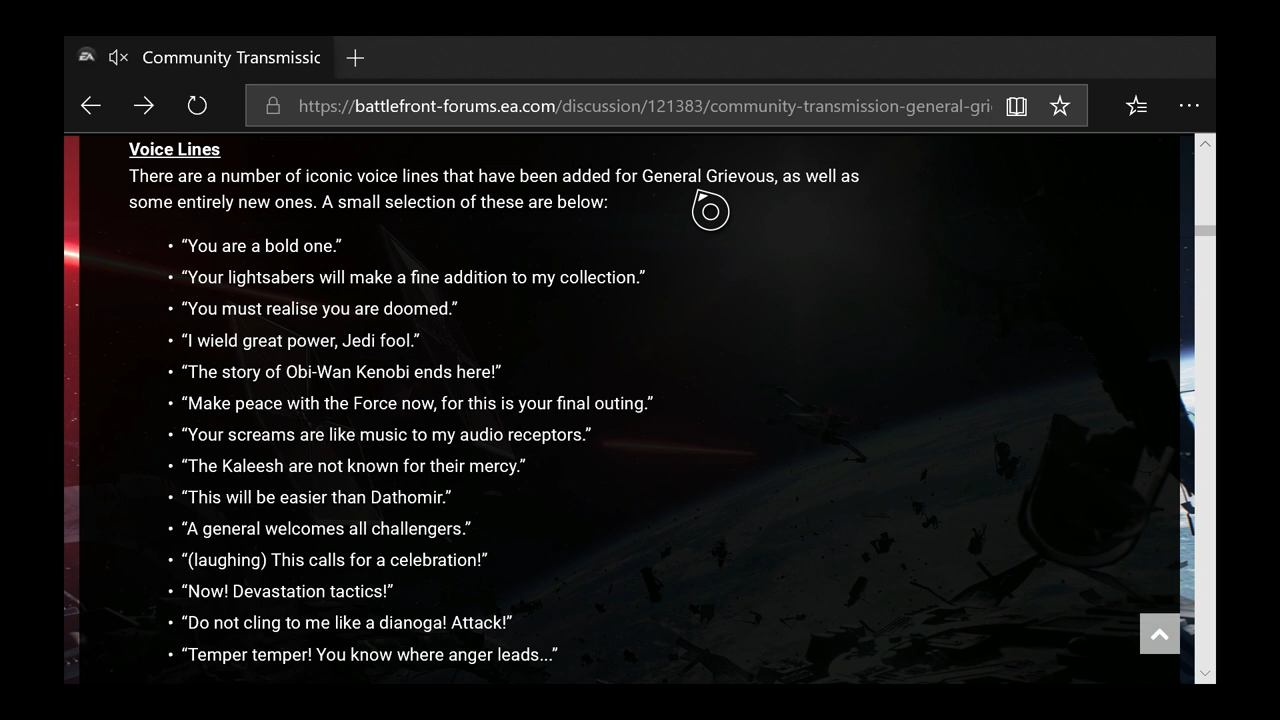 EA Community Transmissic
https://battlefront-forums.ea.com/discussion/121383/community-transmission-general-gri
Voice Lines
There are a number of iconic voice lines that have been added for General Grievous, as well as
some entirely new ones. A small selection of these are below:
• “You are a bold one.”
• “Your lightsabers will make a fine addition to my collection.”
• “You must realise you are doomed.”
• “I wield great power, Jedi fool.”
• “The story of Obi-Wan Kenobi ends here!”
• “Make peace with the Force now, for this is your final outing.”
• “Your screams are like music to my audio receptors.”
• “The Kaleesh are not known for their mercy.”
• “This will be easier than Dathomir.”
• “A general welcomes all challengers.”
• “(laughing) This calls for a celebration!”
• “Now! Devastation tactics!”
• “Do not cling to me like a dianoga! Attack!”
• “Temper temper! You know where anger leads...”